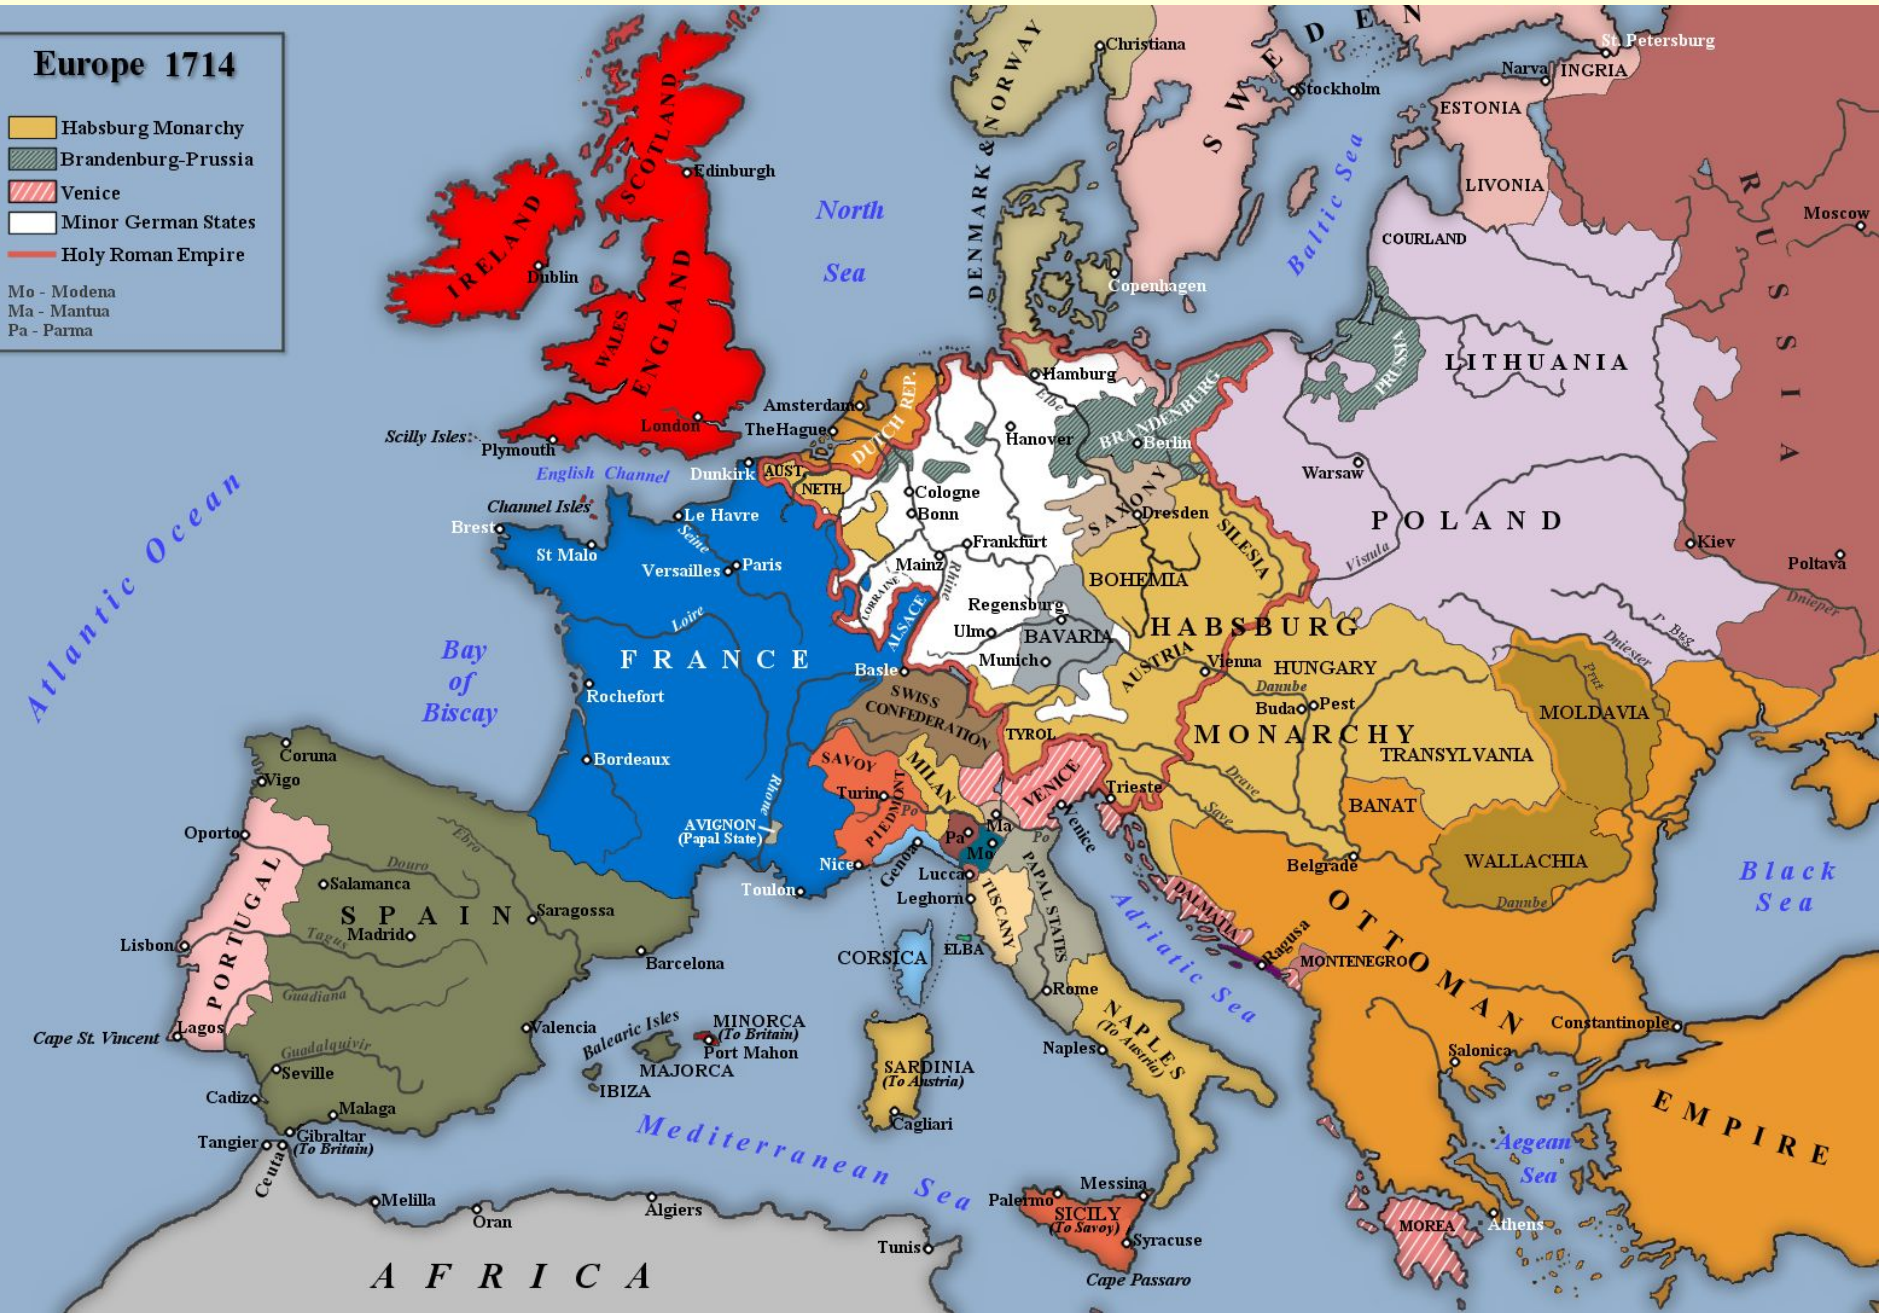 Europe 1714
Habsburg Monarchy
Brandenburg-Prussia
Venice
Minor German States
Holy Roman Empire
Mo - Modena
Ma - Mantua
Pa - Parma
SCOTLAND
Edinburgh
IRELAND
Dublin
WALES
ENGLAND
London
Plymouth
Scilly Isles
English Channel
Channel Isles
North
Sea
DENMARK & NORWAY
Christiana
SWEDEN
Stockholm
Copenhagen
Baltic Sea
St. Petersburg
Narva
INGRIA
ESTONIA
LIVONIA
COURLAND
RUSSIA
Moscow
LITHUANIA
PRUSSIA
POLAND
Warsaw
Vistula
Kiev
Poltava
Dnieper
r Bug
Dniester
Prut
Amsterdam
The Hague
DUTCH REP.
AUST.
NETH.
Hamburg
Elbe
Hanover
BRANDENBURG
Berlin
Cologne
Bonn
Frankfurt
Mainz
Rhine
SAXONY
Dresden
SILESIA
BOHEMIA
Regensburg
Ulm
BAVARIA
Munich
LORRAINE
ALSACE
Basle
Dunkirk
Le Havre
Brest
St Malo
Seine
Paris
Versailles
Loire
FRANCE
Rochefort
Bordeaux
Rhone
AVIGNON
(Papal State)
Nice
Toulon
Atlantic Ocean
Bay
of
Biscay
HABSBURG
MONARCHY
AUSTRIA
Vienna
HUNGARY
Danube
Buda
Pest
TRANSYLVANIA
BANAT
MOLDAVIA
WALLACHIA
Danube
Drave
Save
Belgrade
TYROL
SWISS
CONFEDERATION
SAVOY
PIEDMONT
Turin
Po
MILAN
VENICE
Venice
Trieste
Pa
Ma
Mo
Po
Genoa
Lucca
Leghorn
TUSCANY
PAPAL STATES
Rome
CORSICA
ELBA
NAPLES
(To Austria)
Naples
SARDINIA
(To Austria)
Cagliari
Adriatic Sea
DALMATIA
Ragusa
MONTENEGRO
OTTOMAN
EMPIRE
Constantinople
Salonica
Black
Sea
Aegean
Sea
Athens
MOREA
Coruna
Vigo
Oporto
PORTUGAL
Lisbon
Lagos
Cape St. Vincent
Salamanca
Douro
Ebro
SPAIN
Madrid
Tagus
Saragossa
Barcelona
Guadiana
Valencia
Guadalquivir
Seville
Cadiz
Malaga
Gibraltar
(To Britain)
Tangier
Ceuta
Balearic Isles
MINORCA
(To Britain)
Port Mahon
MAJORCA
IBIZA
Mediterranean Sea
Melilla
Oran
Algiers
Tunis
AFRICA
Palermo
Messina
SICILY
(To Savoy)
Syracuse
Cape Passaro